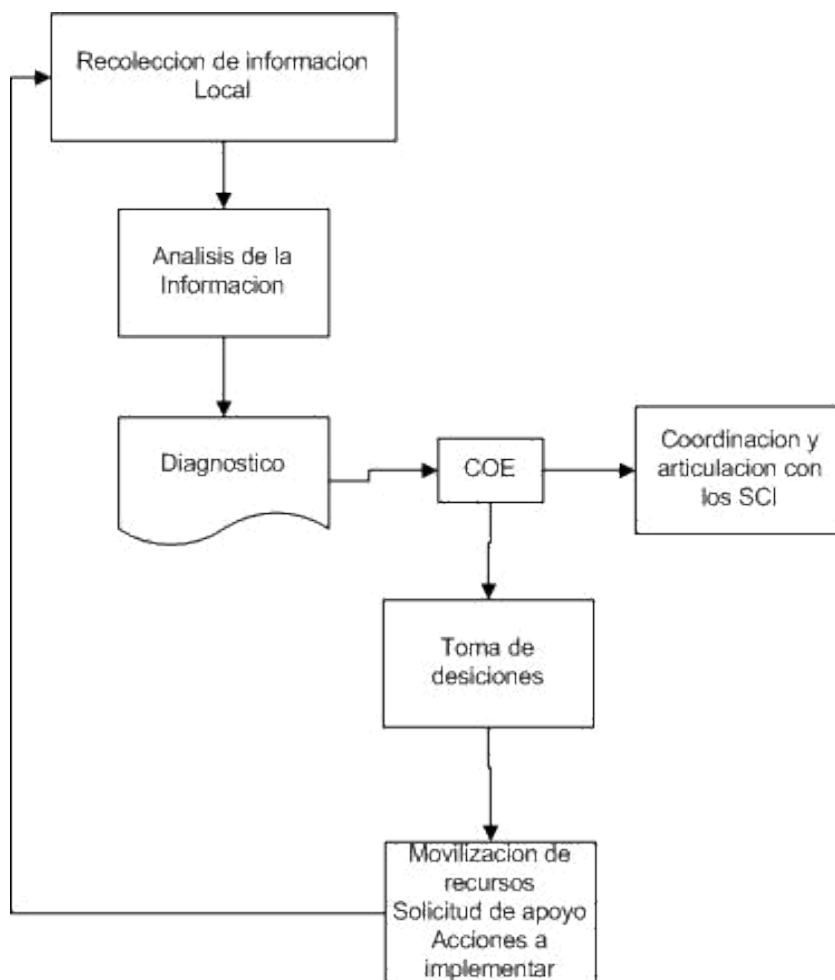 Recoleccion de informacion
Local
Analisis de la
Informacion
Diagnostico
COE
Coordinacion y
articulacion con
los SCI
Toma de
desiciones
Movilizacion de
recursos
Solicitud de apoyo
Acciones a
implementar